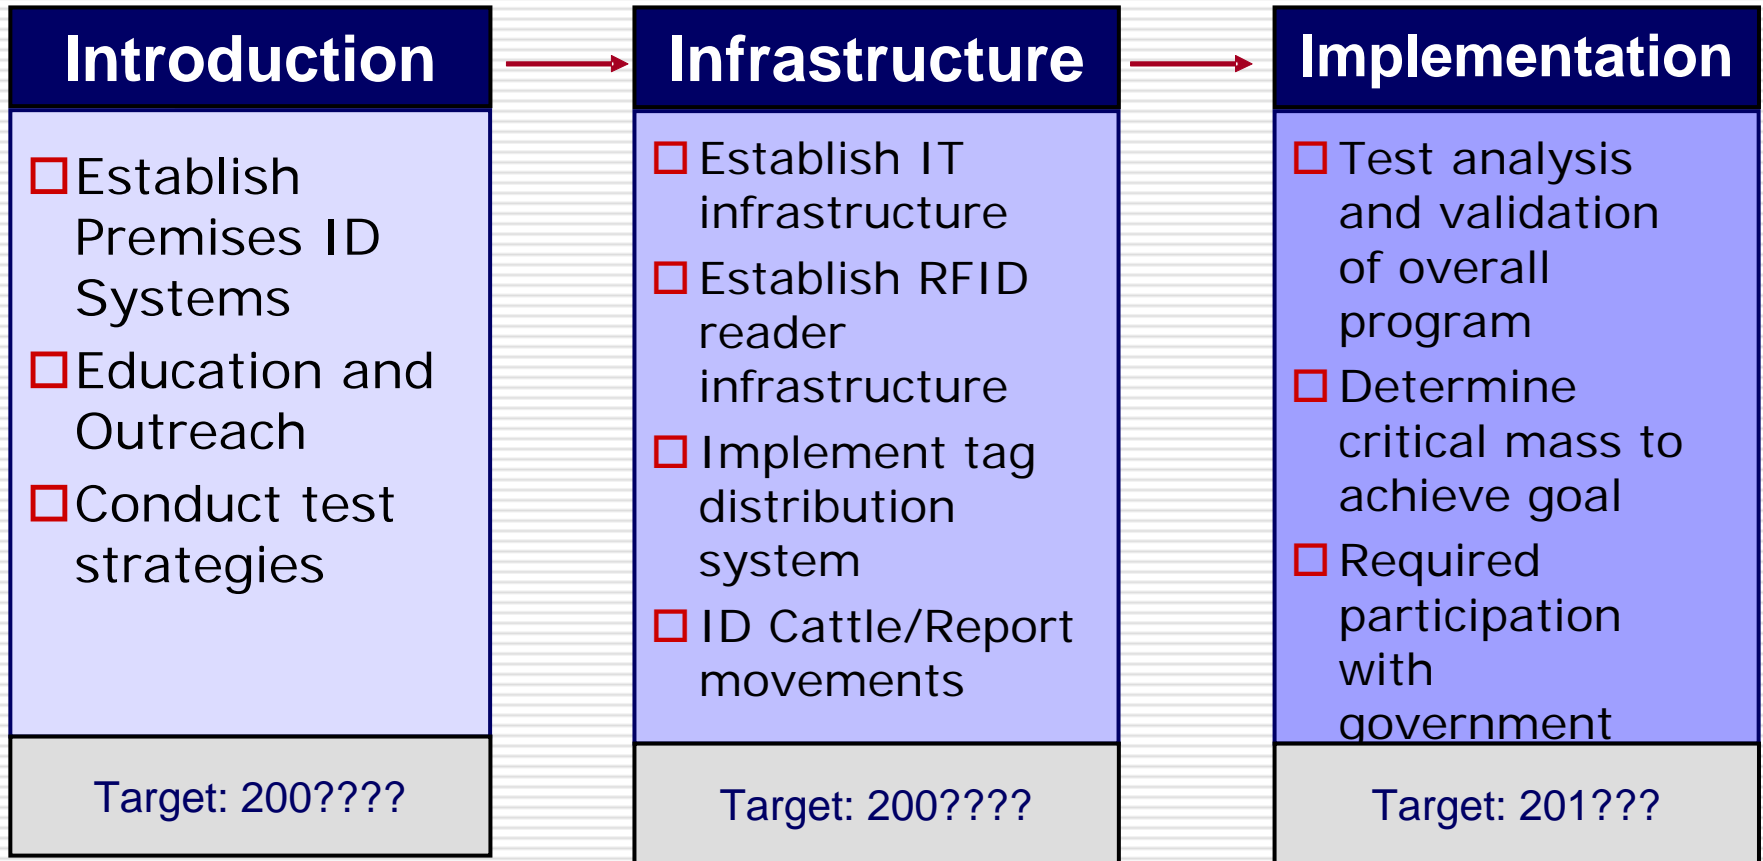 Introduction
Establish
Premises ID
Systems
Education and
Outreach
Conduct test
strategies
Target: 200????
Infrastructure
Establish IT
infrastructure
Establish RFID
reader
infrastructure
Implement tag
distribution
system
ID Cattle/Report
movements
Target: 200????
Implementation
Test analysis
and validation
of overall
program
Determine
critical mass to
achieve goal
Required
participation
with
government
Target: 201???